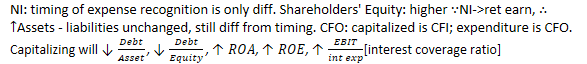 NI: timing of expense recognition is only diff. Shareholders' Equity: higher ∵NI->ret earn, ∴
↑Assets - liabilities unchanged, still diff from timing. CFO: capitalized is CFI; expenditure is CFO.
Capitalizing will ↓ Debt/Asset, ↓ Debt/Equity, ↑ ROA, ↑ ROE, ↑ EBIT/int exp [interest coverage ratio]